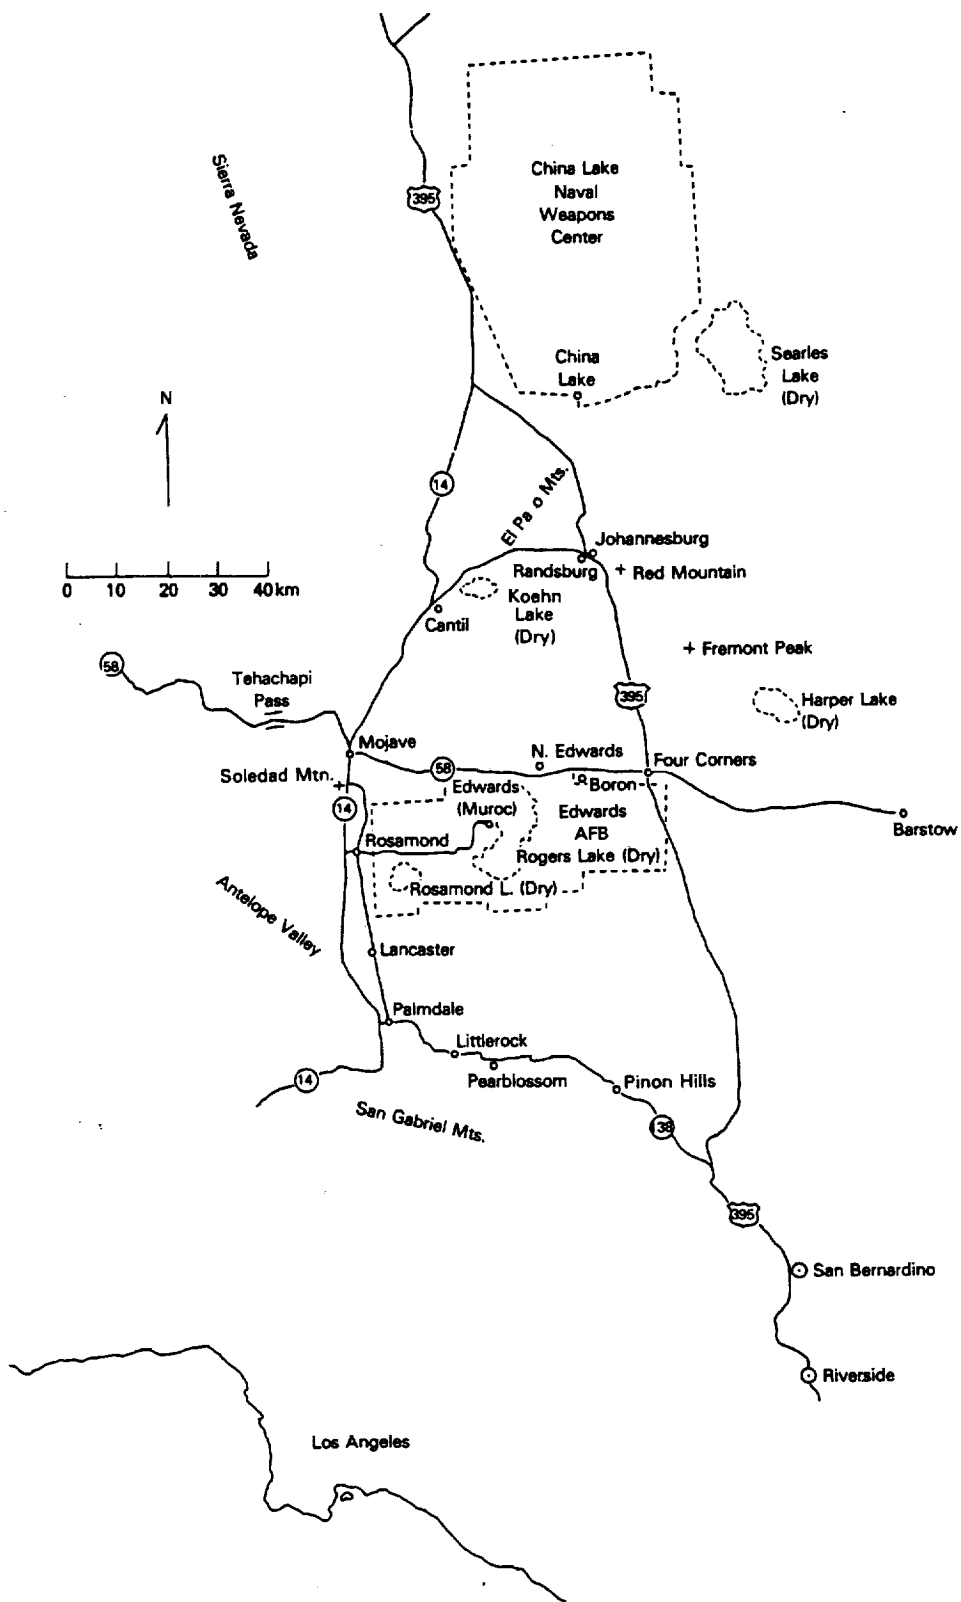 395
Sierra Nevada
China Lake
Naval
Weapons
Center
China
Lake
Searles
Lake
(Dry)
N
14
El Pa o Mts.
Johannesburg
Randsburg
Red Mountain
0 10 20 30 40 km
Koehn
Lake
(Dry)
Cantil
Fremont Peak
58
Tehachapi
Pass
395
Harper Lake
(Dry)
Mojave
N. Edwards
Four Corners
58
Soledad Mtn.
Edwards
(Muroc)
Boron
14
Edwards
AFB
Barstow
Rosamond
Rogers Lake (Dry)
Rosamond L. (Dry)
Antelope Valley
Lancaster
Palmdale
Littlerock
Pearblossom
Pinon Hills
14
San Gabriel Mts.
138
395
San Bernardino
Riverside
Los Angeles